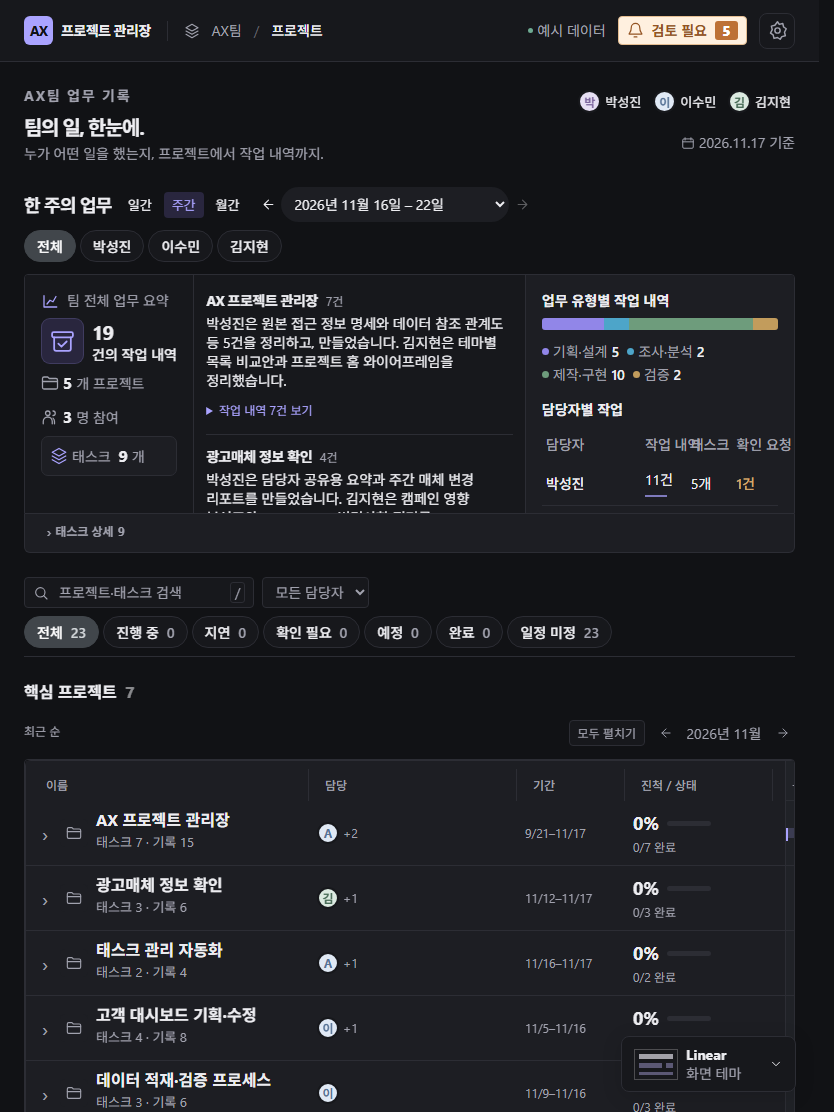 AX 프로젝트 관리장 AX팀 / 프로젝트 예시 데이터 검토 필요 5
AX팀 업무 기록
박 박성진 이 이수민 김 김지현
팀의 일, 한눈에.
누가 어떤 일을 했는지, 프로젝트에서 작업 내역까지.
2026.11.17 기준
한 주의 업무 일간 주간 월간 ← 2026년 11월 16일 – 22일 →
전체 박성진 이수민 김지현
팀 전체 업무 요약
19
건의 작업 내역
5 개 프로젝트
3 명 참여
태스크 9 개
AX 프로젝트 관리장 7건
박성진은 원본 접근 정보 명세와 데이터 참조 관계도
등 5건을 정리하고, 만들었습니다. 김지현은 테마별
목록 비교안과 프로젝트 홈 와이어프레임을
정리했습니다.
▶ 작업 내역 7건 보기
광고매체 정보 확인 4건
박성진은 담당자 공유용 요약과 주간 매체 변경
리포트를 만들었습니다. 김지현은 캠페인 영향
업무 유형별 작업 내역
기획·설계 5 조사·분석 2
제작·구현 10 검증 2
담당자별 작업
담당자 작업 내역 태스크 확인 요청
박성진 11건 5개 1건
› 태스크 상세 9
프로젝트·태스크 검색 / 모든 담당자
전체 23 진행 중 0 지연 0 확인 필요 0 예정 0 완료 0 일정 미정 23
핵심 프로젝트 7
최근 순 모두 펼치기 ← 2026년 11월 →
이름 담당 기간 진척 / 상태
AX 프로젝트 관리장
태스크 7 · 기록 15
A +2 9/21–11/17
0%
0/7 완료
광고매체 정보 확인
태스크 3 · 기록 6
김 +1 11/12–11/17
0%
0/3 완료
태스크 관리 자동화
태스크 2 · 기록 4
A +1 11/16–11/17
0%
0/2 완료
고객 대시보드 기획·수정
태스크 4 · 기록 8
이 +1 11/5–11/16
0%
데이터 적재·검증 프로세스
태스크 3 · 기록 6
이 11/9–11/16
0/3 완료
Linear
화면 테마